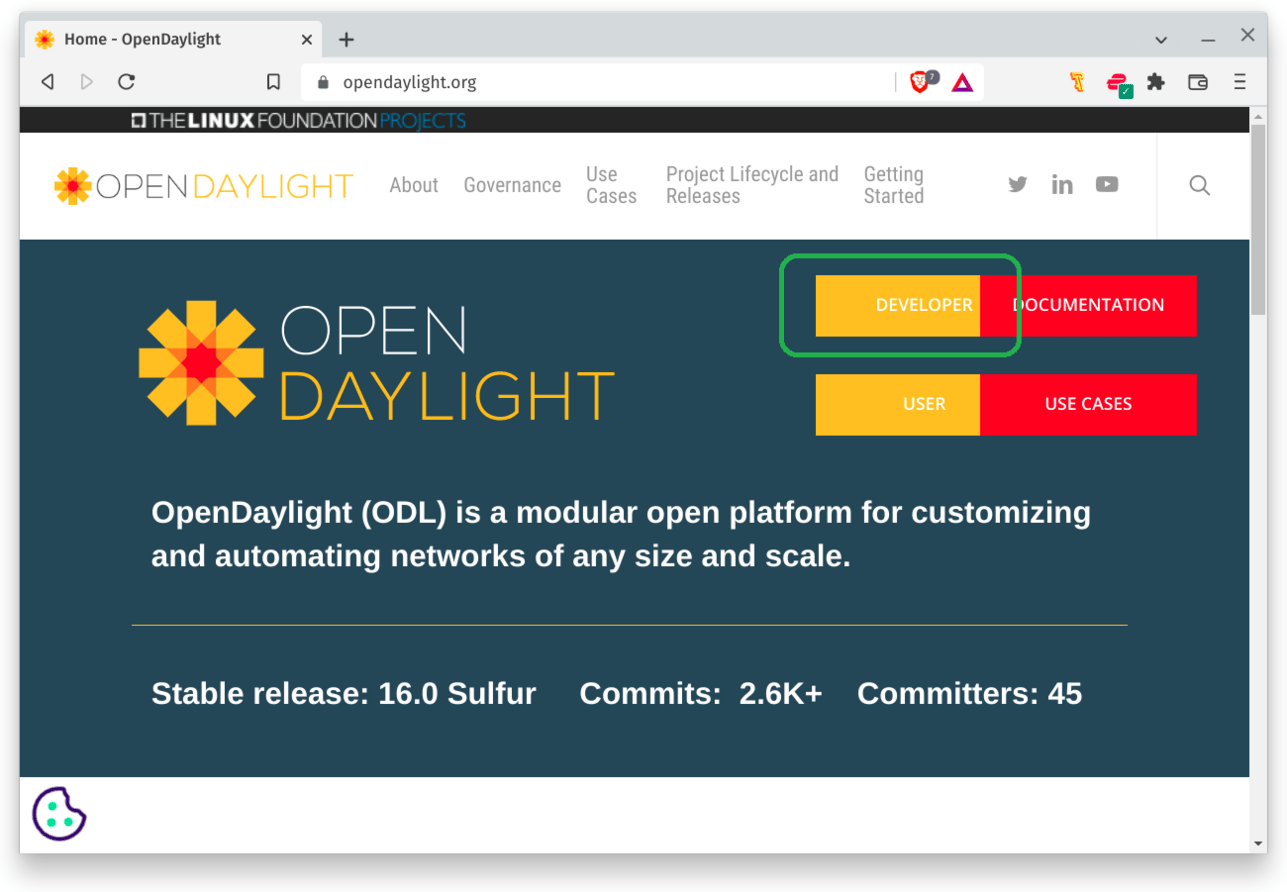 Home - OpenDaylight
opendaylight.org
7
THE LINUX FOUNDATION PROJECTS
OPENDAYLIGHT
About
Governance
Use
Cases
Project Lifecycle and
Releases
Getting
Started
in
OPEN
DAYLIGHT
DEVELOPER
DOCUMENTATION
USER
USE CASES
OpenDaylight (ODL) is a modular open platform for customizing
and automating networks of any size and scale.
Stable release: 16.0 Sulfur Commits: 2.6K+ Committers: 45